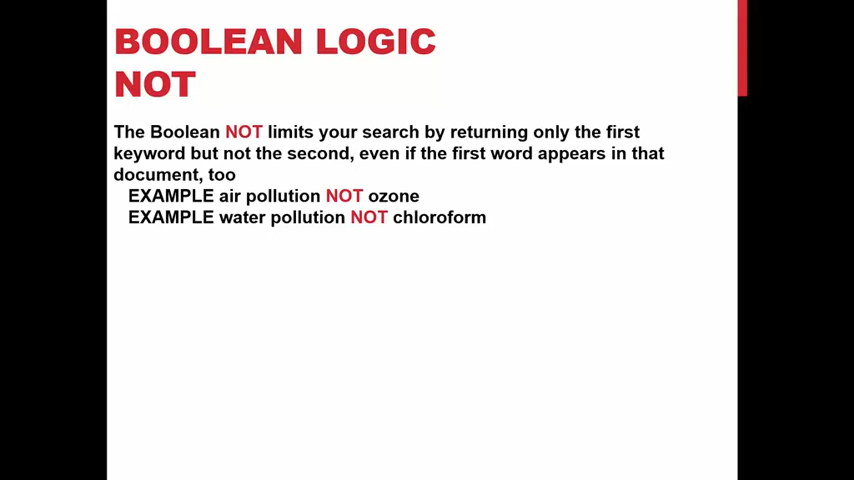 BOOLEAN LOGIC
NOT
The Boolean NOT limits your search by returning only the first
keyword but not the second, even if the first word appears in that
document, too
EXAMPLE air pollution NOT ozone
EXAMPLE water pollution NOT chloroform